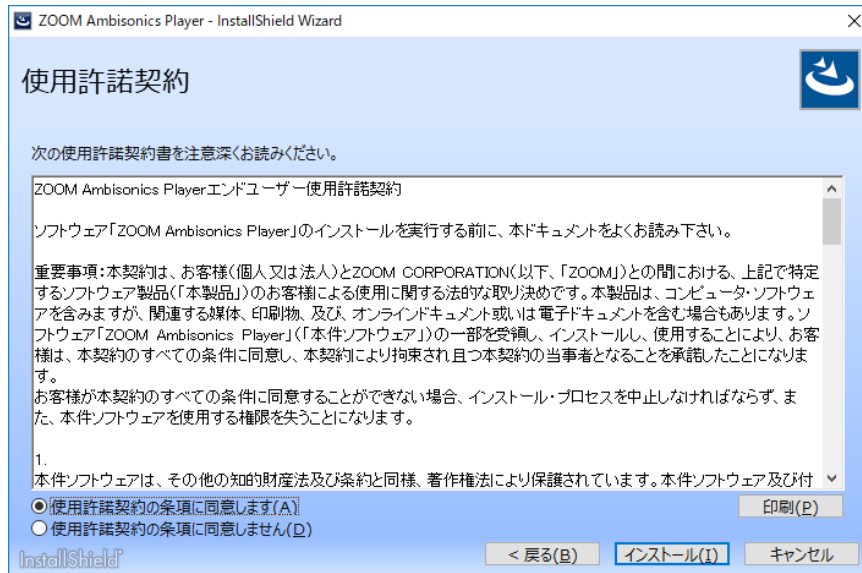 ZOOM Ambisonics Player - InstallShield Wizard
使用許諾契約
次の使用許諾契約書を注意深くお読みください。
ZOOM Ambisonics Playerエンドユーザー使用許諾契約
ソフトウェア「ZOOM Ambisonics Player」のインストールを実行する前に、本ドキュメントをよくお読み下さい。
重要事項:本契約は、お客様(個人又は法人)とZOOM CORPORATION(以下、「ZOOM」)との間における、上記で特定
するソフトウェア製品(「本製品」)のお客様による使用に関する法的な取り決めです。本製品は、コンピュータ・ソフトウェ
アを含みますが、関連する媒体、印刷物、及び、オンラインドキュメント或いは電子ドキュメントを含む場合もあります。ソ
フトウェア「ZOOM Ambisonics Player」(「本件ソフトウェア」)の一部を受領し、インストールし、使用することにより、お客
様は、本契約のすべての条件に同意し、本契約により拘束され且つ本契約の当事者となることを承諾したことになりま
す。
お客様が本契約のすべての条件に同意することができない場合、インストール・プロセスを中止しなければならず、ま
た、本件ソフトウェアを使用する権限を失うことになります。
1.
本件ソフトウェアは、その他の知的財産法及び条約と同様、著作権法により保護されています。本件ソフトウェア及び付
使用許諾契約の条項に同意します(A)
印刷(P)
使用許諾契約の条項に同意しません(D)
InstallShield
< 戻る(B)
インストール(I)
キャンセル